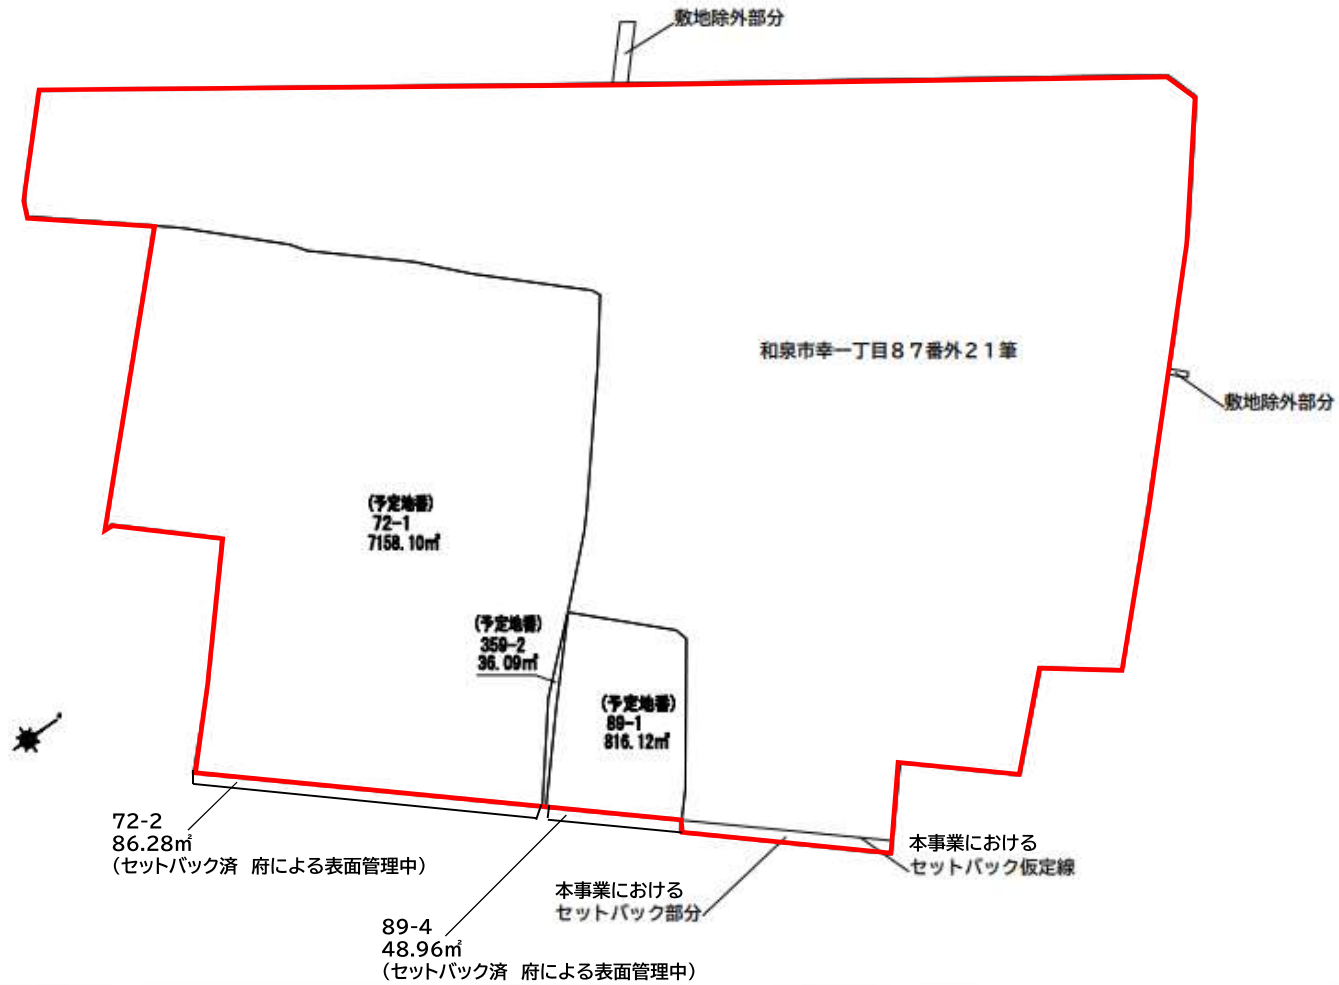 敷地除外部分
和泉市幸一丁目８７番外２１筆
敷地除外部分
(予定地番)
72-1
7158.10㎡
(予定地番)
359-2
36.09㎡
(予定地番)
89-1
816.12㎡
72-2
86.28㎡
(セットバック済　府による表面管理中)
本事業における
セットバック仮定線
本事業における
セットバック部分
89-4
48.96㎡
(セットバック済　府による表面管理中)